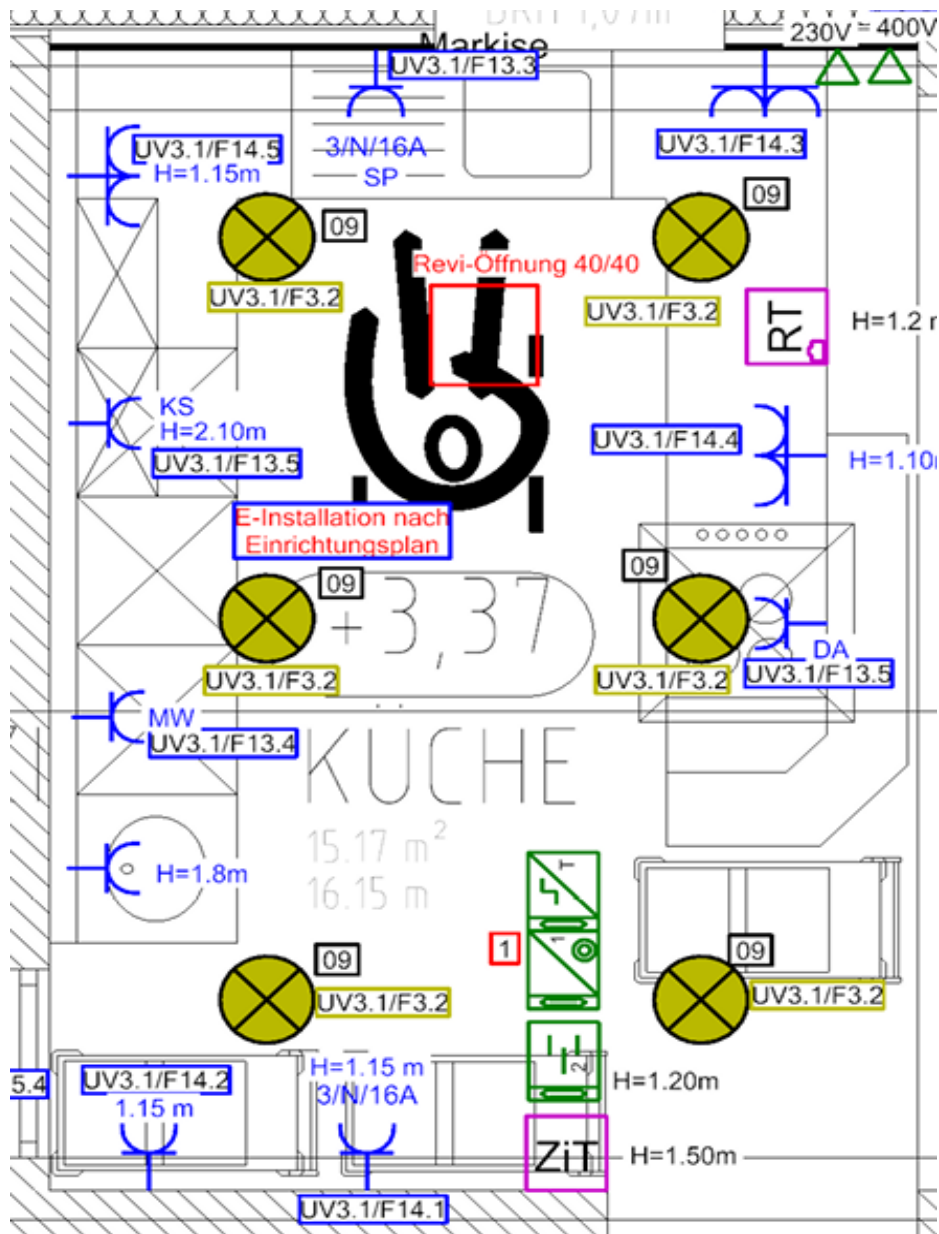 230V = 400V
Markise
UV3.1/F13.3
UV3.1/F14.5
H=1.15m
3/N/16A
SP
UV3.1/F14.3
09
09
UV3.1/F3.2
Revi-Öffnung 40/40
UV3.1/F3.2
RT
H=1.2
KS
H=2.10m
UV3.1/F13.5
UV3.1/F14.4
H=1.10m
E-Installation nach
Einrichtungsplan
09
09
+3,37
UV3.1/F3.2
UV3.1/F3.2
DA
UV3.1/F13.5
MW
UV3.1/F13.4
KÜCHE
15.17 m²
16.15 m
H=1.8m
T
1
1
09
09
UV3.1/F3.2
UV3.1/F3.2
5.4
UV3.1/F14.2
1.15 m
H=1.15 m
3/N/16A
2
H=1.20m
ZiT
H=1.50m
UV3.1/F14.1